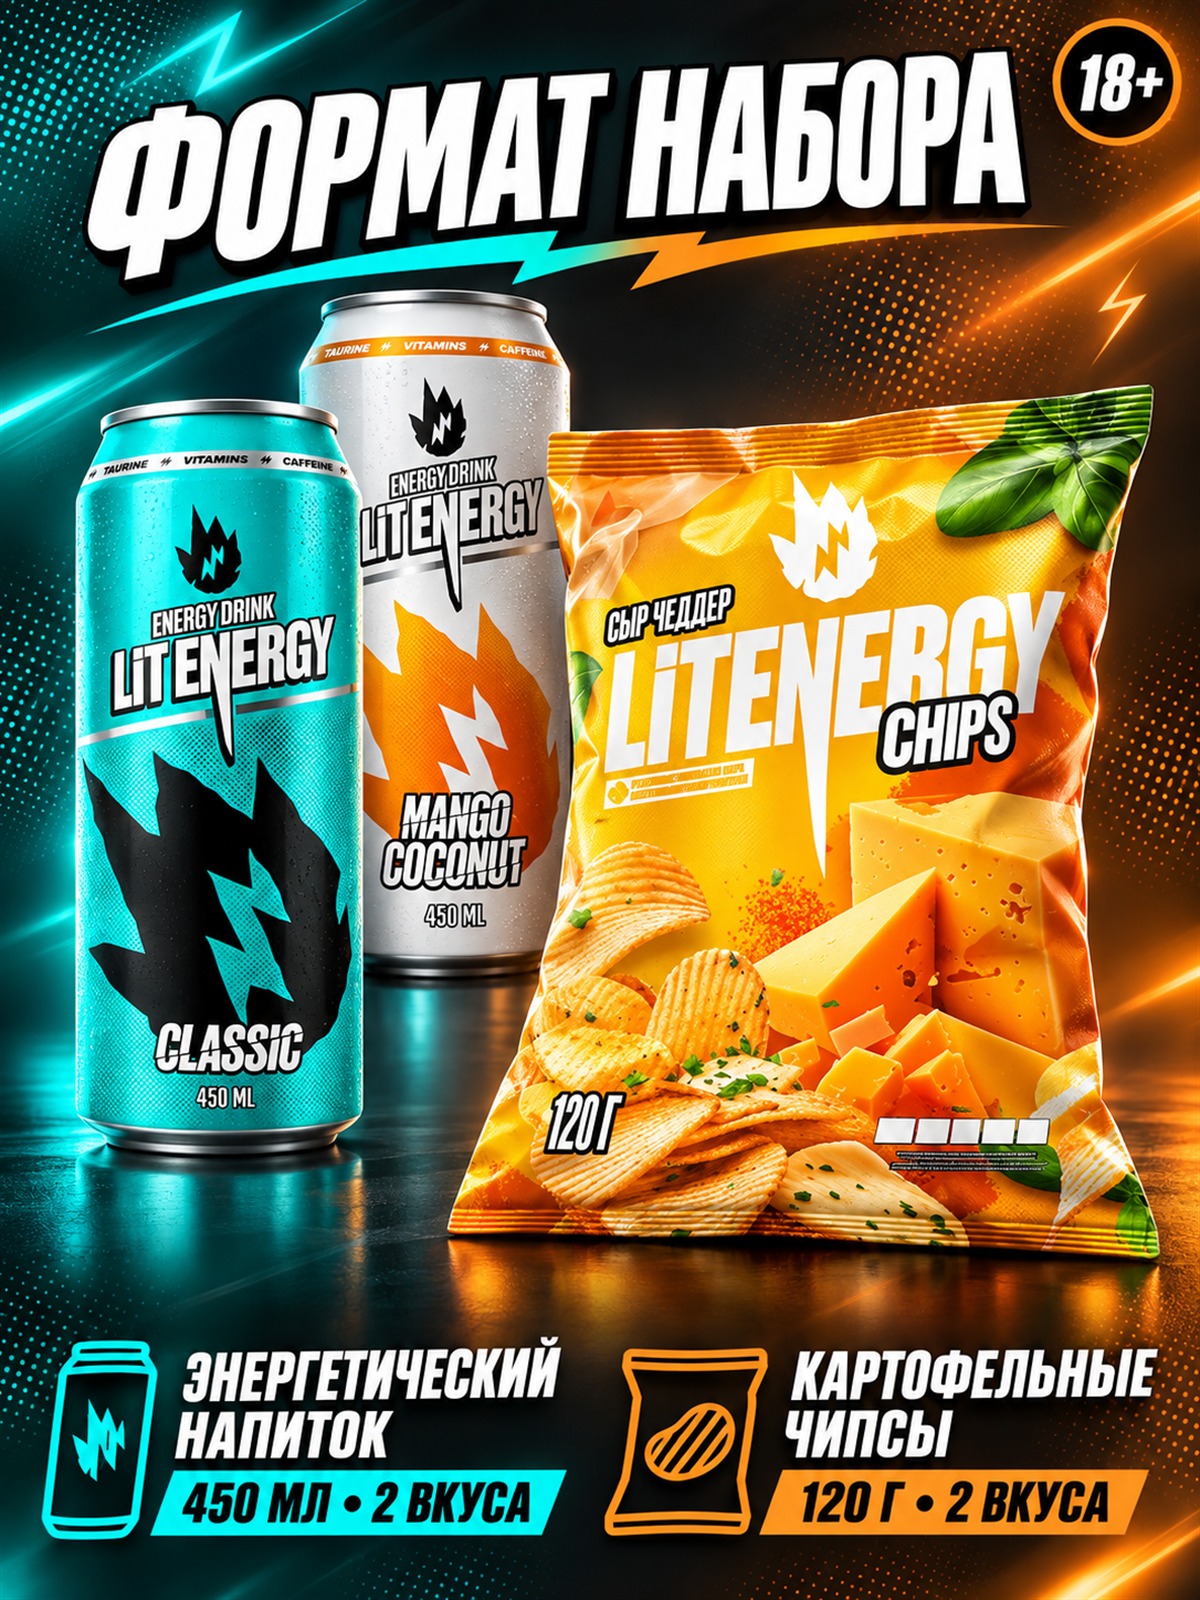 18+
ФОРМАТ НАБОРА
TAURINE VITAMINS CAFFEINE
ENERGY DRINK
LIT ENERGY
MANGO
COCONUT
450 ML
TAURINE VITAMINS CAFFEINE
ENERGY DRINK
LIT ENERGY
CLASSIC
450 ML
СЫР ЧЕДДЕР
LITENERGY
CHIPS
120 Г
ЭНЕРГЕТИЧЕСКИЙ
НАПИТОК
450 МЛ • 2 ВКУСА
КАРТОФЕЛЬНЫЕ
ЧИПСЫ
120 Г • 2 ВКУСА